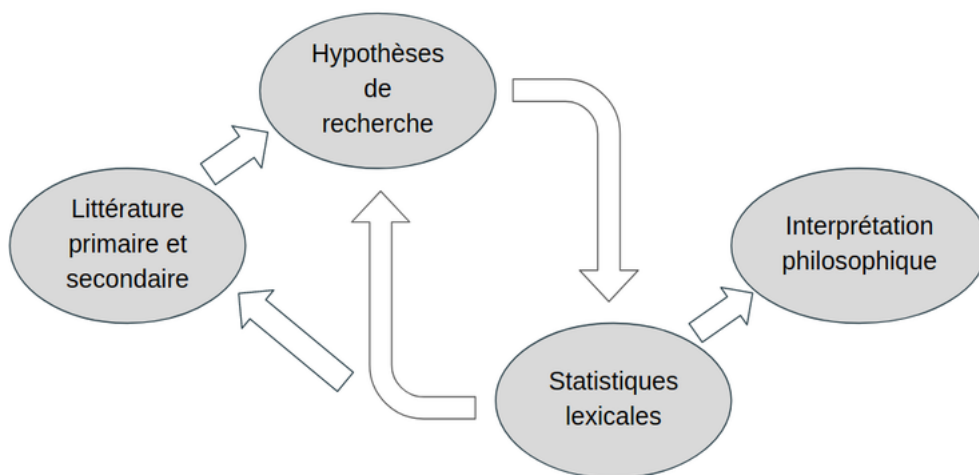 Hypothèses
de
recherche
Littérature
primaire et
secondaire
Interprétation
philosophique
Statistiques
lexicales